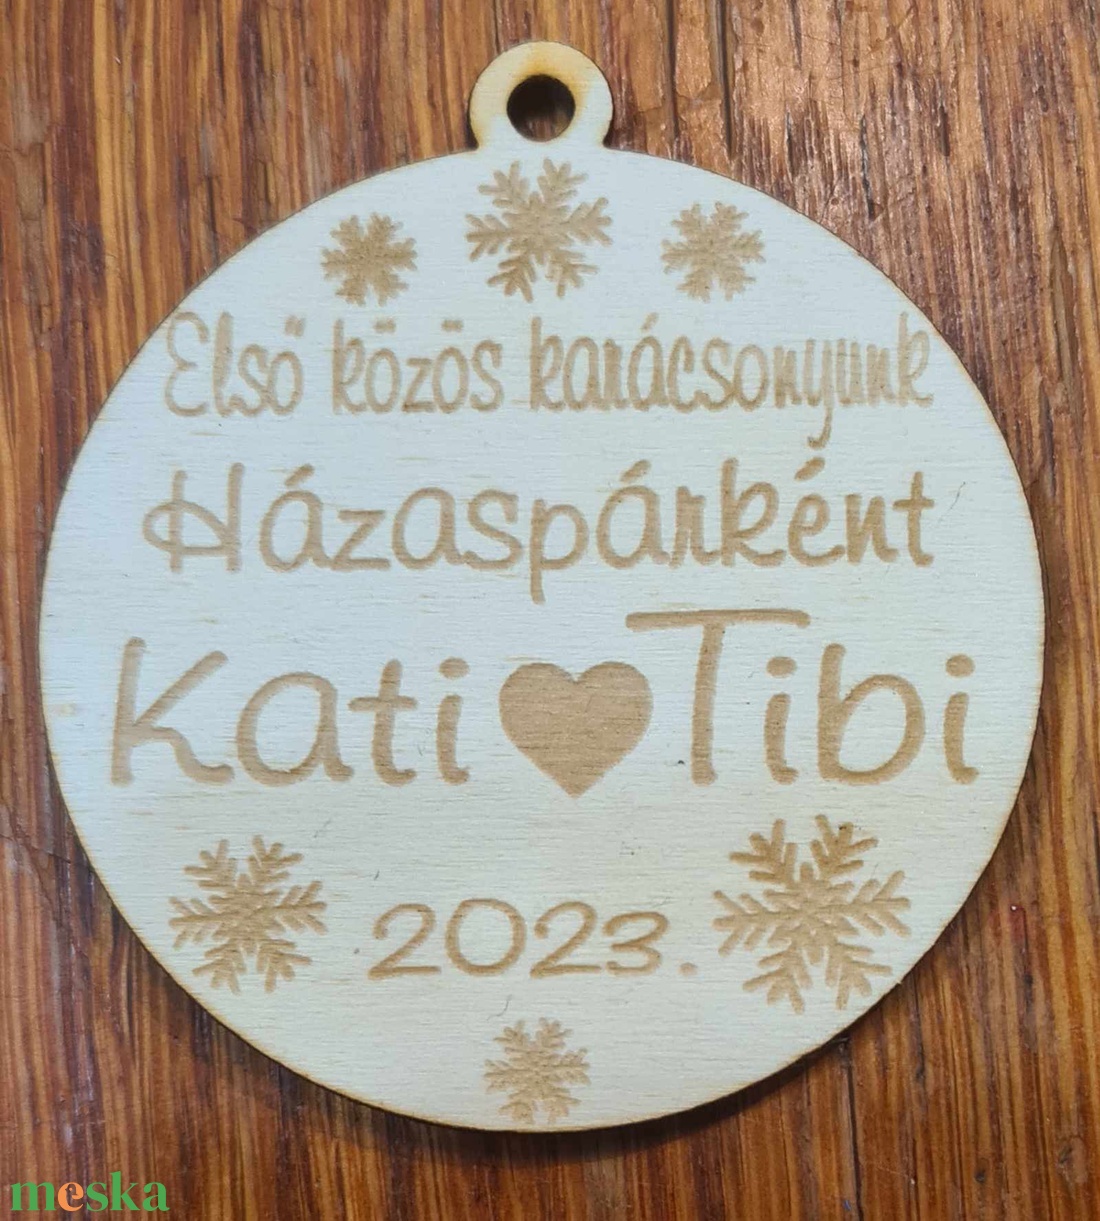 Első közös karácsonyunk
Házaspárként
Kati Tibi
2023.
meska